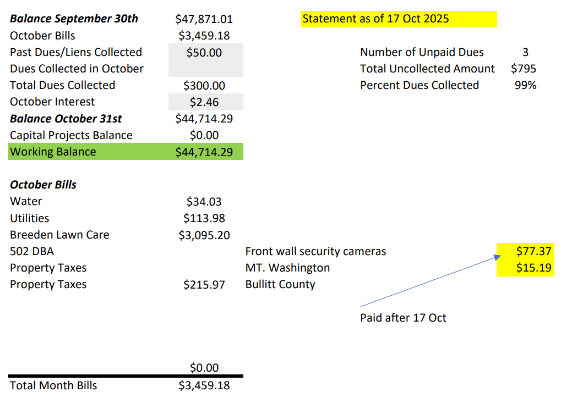 Balance September 30th $47,871.01 Statement as of 17 Oct 2025
October Bills $3,459.18
Past Dues/Liens Collected $50.00 Number of Unpaid Dues 3
Dues Collected in October Total Uncollected Amount $795
Total Dues Collected $300.00 Percent Dues Collected 99%
October Interest $2.46
Balance October 31st $44,714.29
Capital Projects Balance $0.00
Working Balance $44,714.29
October Bills
Water $34.03
Utilities $113.98
Breeden Lawn Care $3,095.20
502 DBA Front wall security cameras $77.37
Property Taxes MT. Washington $15.19
Property Taxes $215.97 Bullitt County
Paid after 17 Oct
$0.00
Total Month Bills $3,459.18